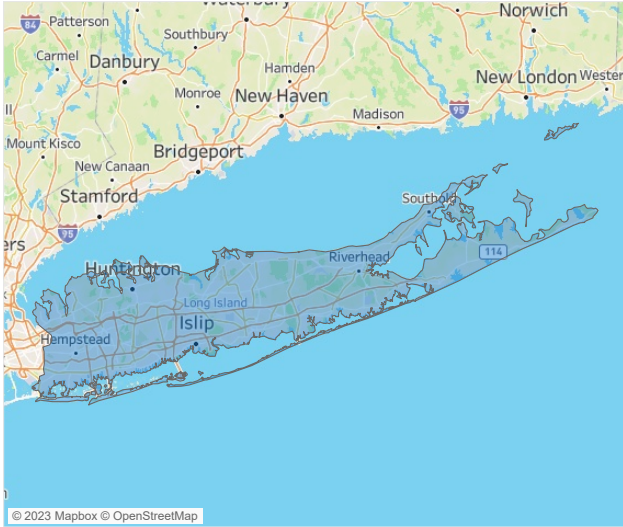 Waterbury
Norwich
84
Patterson
Southbury
Carmel
Danbury
Hamden
New London
Wester
Monroe
New Haven
95
Madison
Mount Kisco
Bridgeport
New Canaan
Stamford
Southold
95
ers
114
Riverhead
Huntington
Long Island
Islip
Hempstead
© 2023 Mapbox © OpenStreetMap